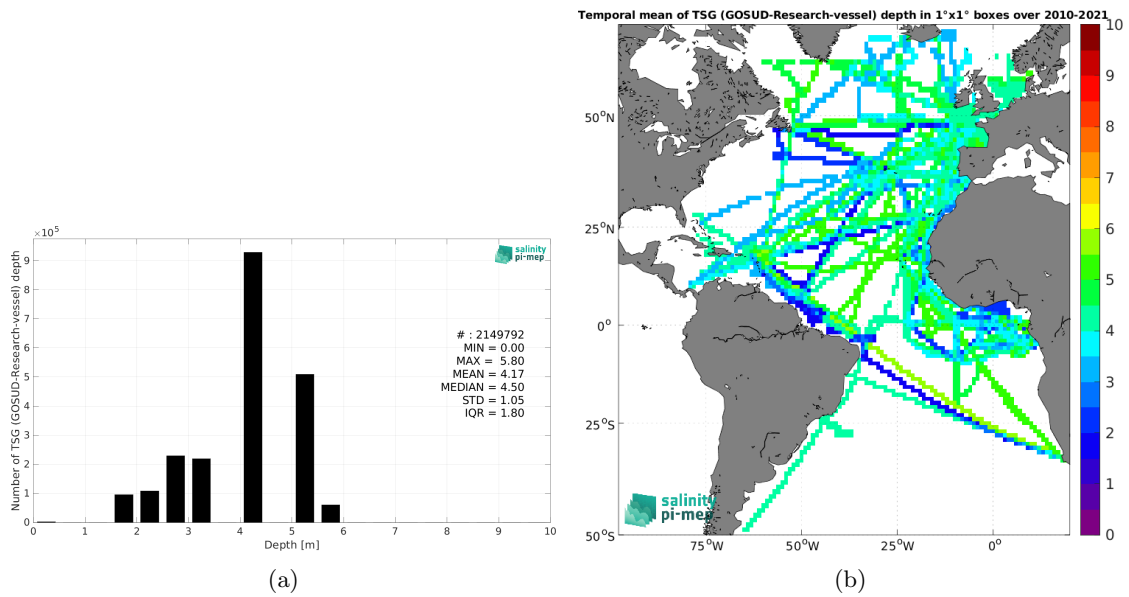 ×10⁵
9
8
7
6
5
4
3
2
1
0
Number of TSG (GOSUD-Research-vessel) depth
0 1 2 3 4 5 6 7 8 9 10
Depth [m]
salinity
pi-mep
# : 2149792
MIN = 0.00
MAX = 5.80
MEAN = 4.17
MEDIAN = 4.50
STD = 1.05
IQR = 1.80
(a)
Temporal mean of TSG (GOSUD-Research-vessel) depth in 1°x1° boxes over 2010-2021
50°N
25°N
0°
25°S
50°S
75°W 50°W 25°W 0°
salinity
pi-mep
10
9
8
7
6
5
4
3
2
1
0
(b)